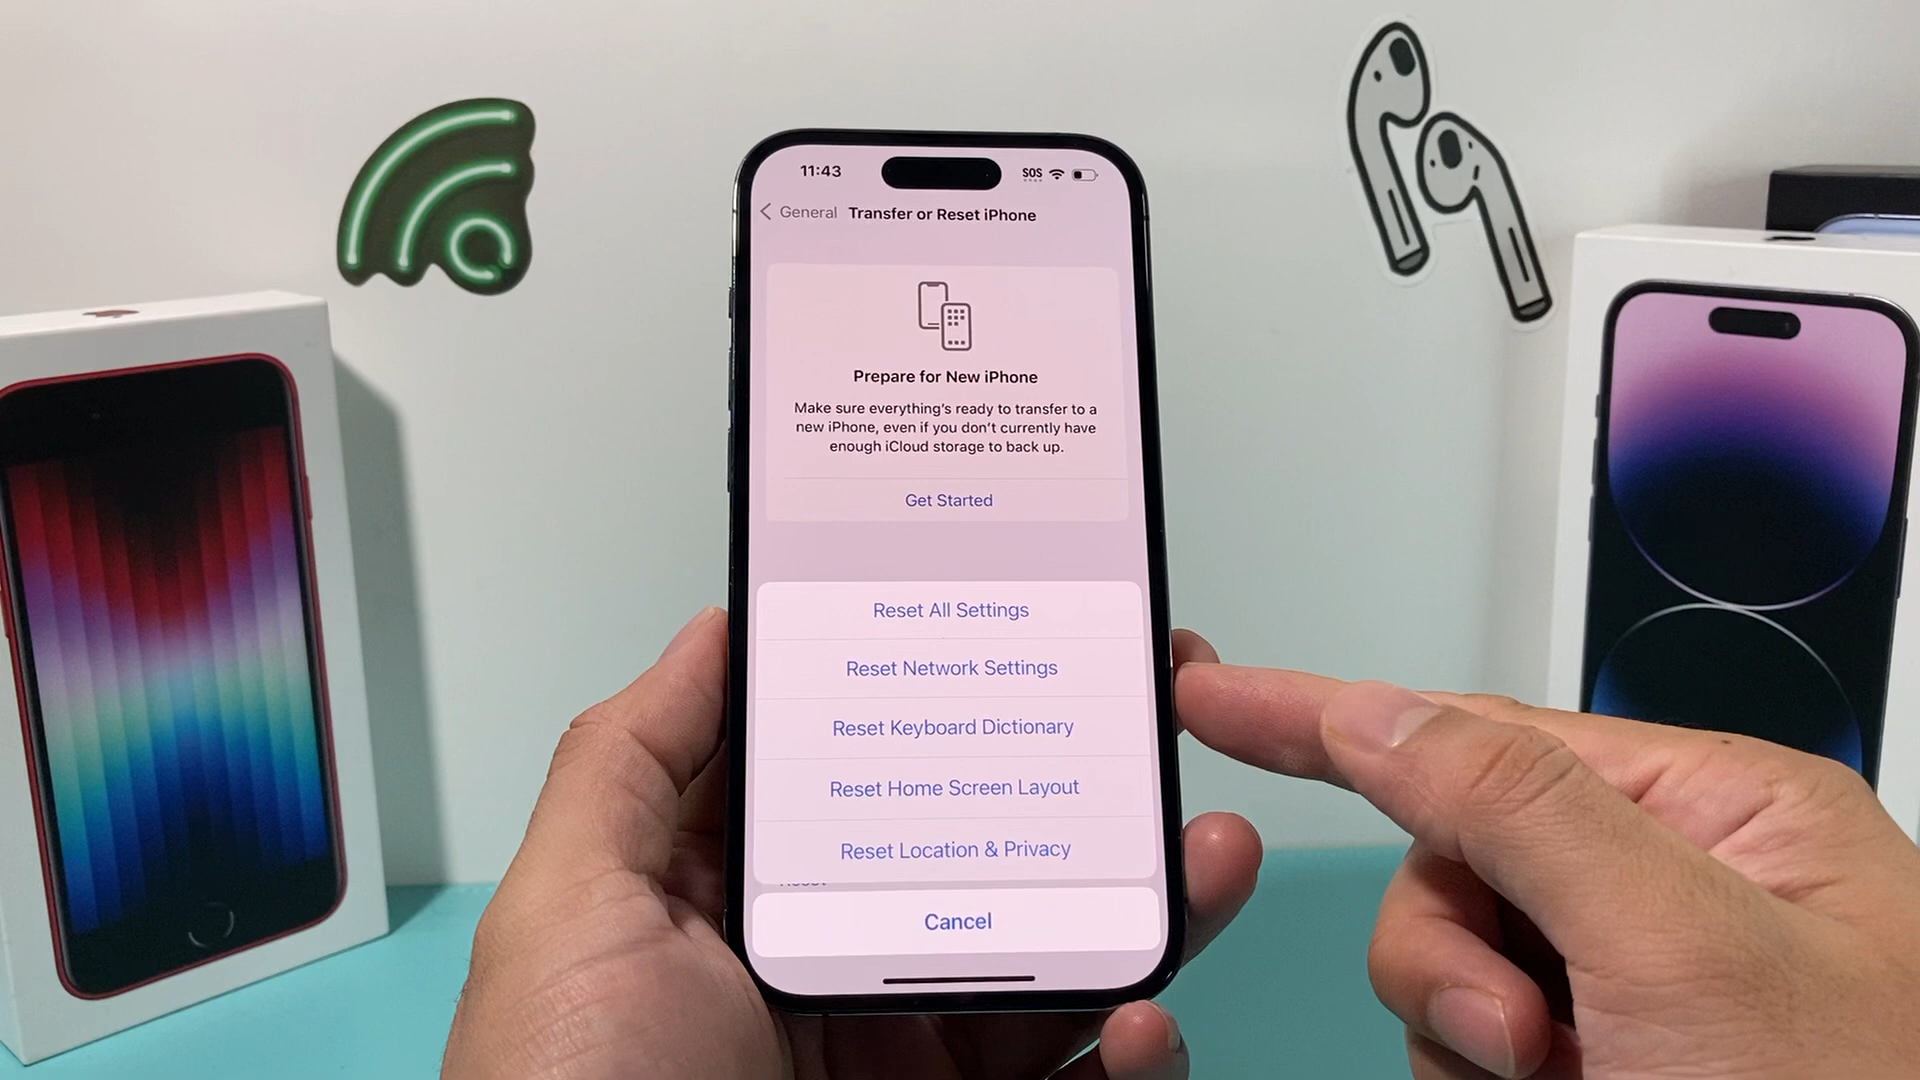 11:43
SOS
General
Transfer or Reset iPhone
Prepare for New iPhone
Make sure everything's ready to transfer to a
new iPhone, even if you don't currently have
enough iCloud storage to back up.
Get Started
Reset All Settings
Reset Network Settings
Reset Keyboard Dictionary
Reset Home Screen Layout
Reset Location & Privacy
Cancel